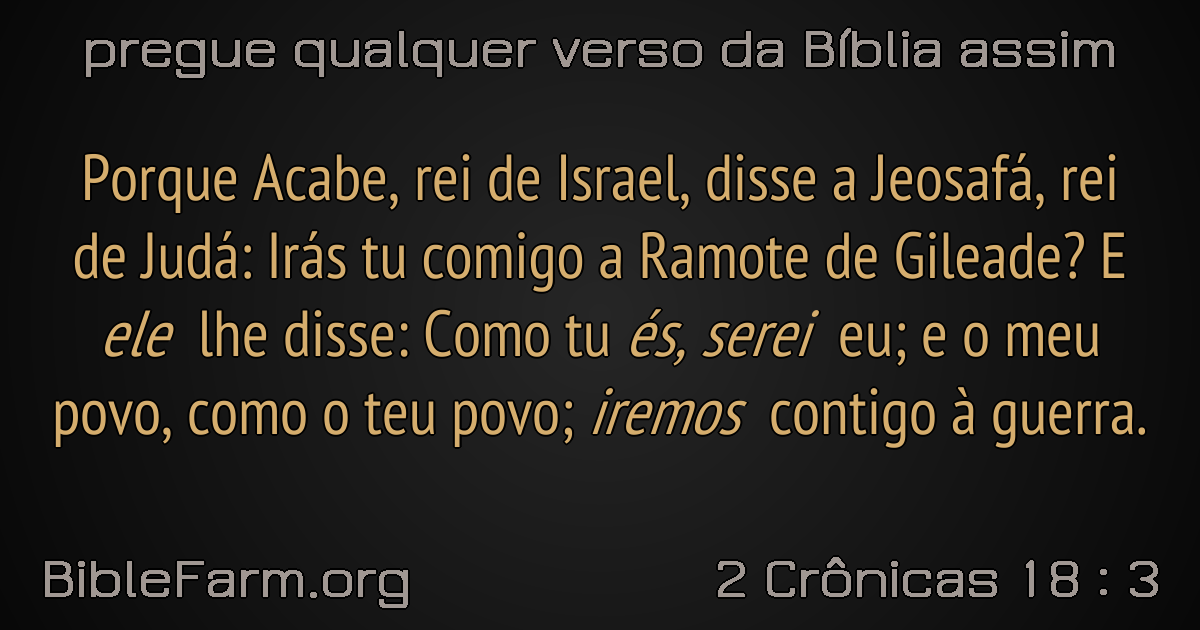 pregue qualquer verso da Bíblia assim
Porque Acabe, rei de Israel, disse a Jeosafá, rei
de Judá: Irás tu comigo a Ramote de Gileade? E
ele lhe disse: Como tu és, serei eu; e o meu
povo, como o teu povo; iremos contigo à guerra.
BibleFarm.org
2 Crônicas 18 : 3